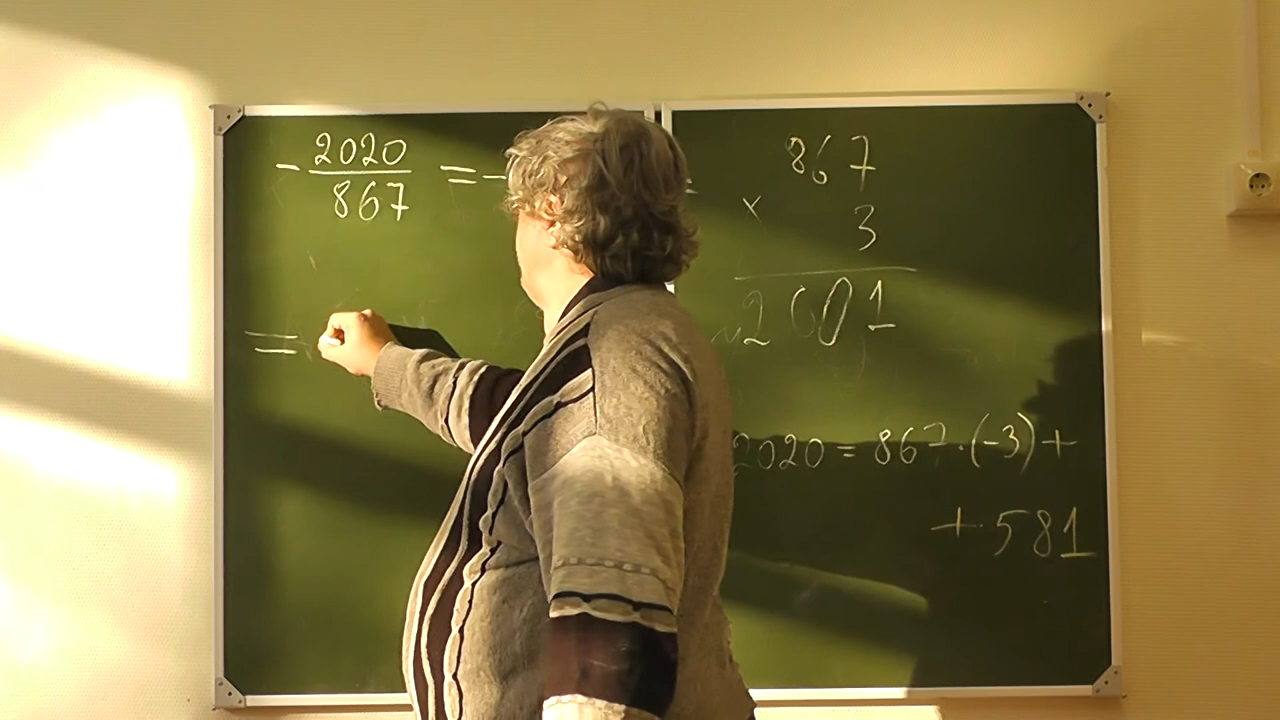 - 2020/867 = -
=
867
× 3
2601
2020 = 867·(-3)+
+581